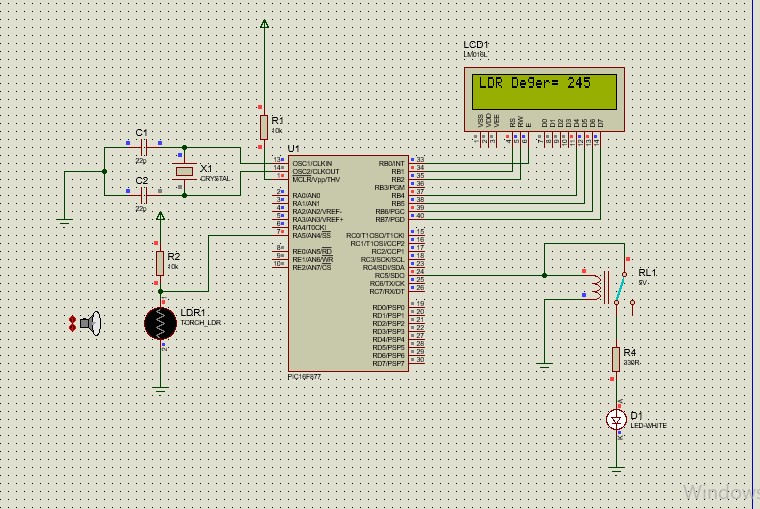 LCD1
LM016L
LDR Deger= 245
VSS VDD VEE RS RW E D0 D1 D2 D3 D4 D5 D6 D7
1 2 3 4 5 6 7 8 9 10 11 12 13 14
R1
10k
C1
22p
X1
CRYSTAL
C2
22p
U1
13 OSC1/CLKIN RB0/INT 33
14 OSC2/CLKOUT RB1 34
1 MCLR/Vpp/THV RB2 35
RB3/PGM 36
2 RA0/AN0 RB4 37
3 RA1/AN1 RB5 38
4 RA2/AN2/VREF- RB6/PGC 39
5 RA3/AN3/VREF+ RB7/PGD 40
6 RA4/T0CKI
7 RA5/AN4/SS RC0/T1OSO/T1CKI 15
RC1/T1OSI/CCP2 16
8 RE0/AN5/RD RC2/CCP1 17
9 RE1/AN6/WR RC3/SCK/SCL 18
10 RE2/AN7/CS RC4/SDI/SDA 23
RC5/SDO 24
RC6/TX/CK 25
RC7/RX/DT 26
RD0/PSP0 19
RD1/PSP1 20
RD2/PSP2 21
RD3/PSP3 22
RD4/PSP4 27
RD5/PSP5 28
RD6/PSP6 29
RD7/PSP7 30
PIC16F877
R2
10k
LDR1
TORCH_LDR
1
2
RL1
5V
R4
330R
D1
LED-WHITE
A
K
Windows